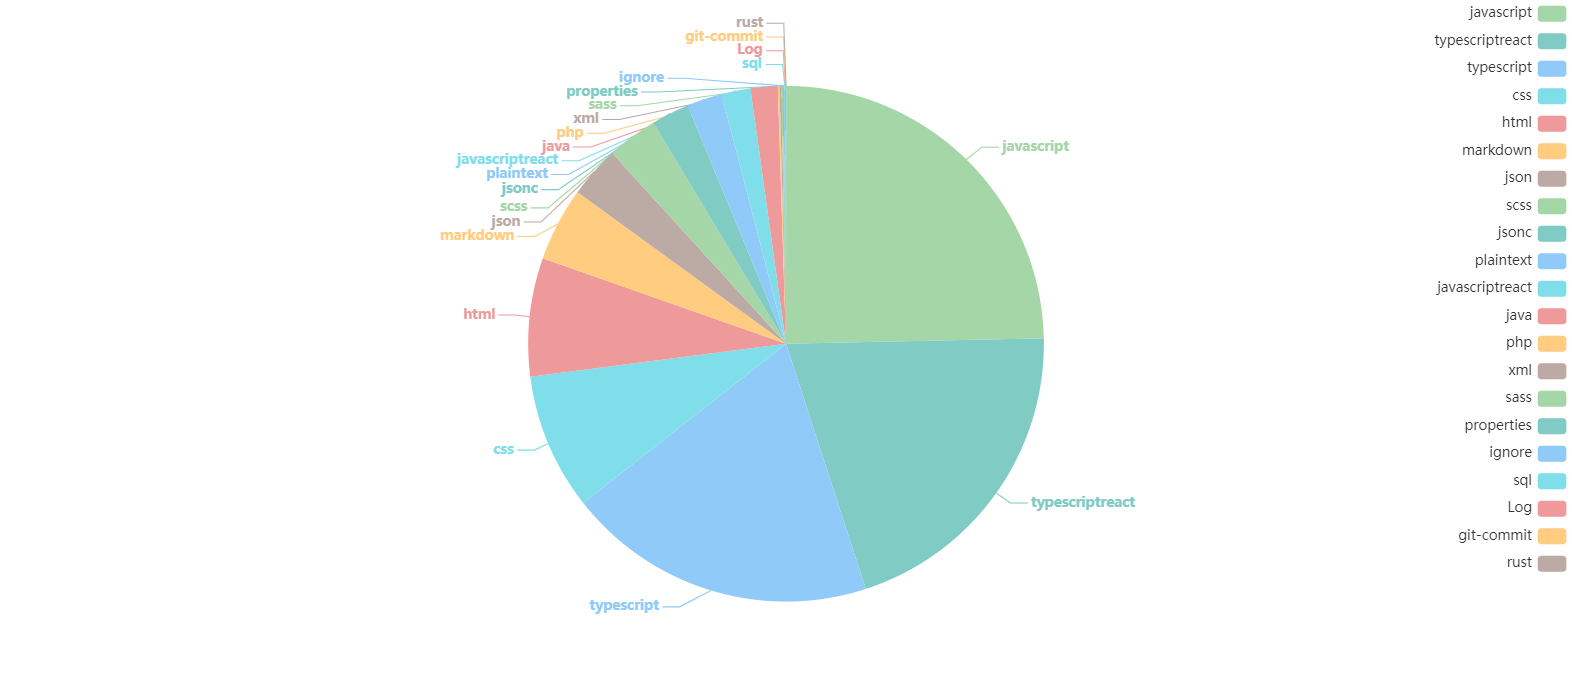 rust
git-commit
Log
sql
ignore
properties
sass
xml
php
java
javascriptreact
plaintext
jsonc
scss
json
markdown
html
css
typescript
javascript
typescriptreact
javascript
typescriptreact
typescript
css
html
markdown
json
scss
jsonc
plaintext
javascriptreact
java
php
xml
sass
properties
ignore
sql
Log
git-commit
rust